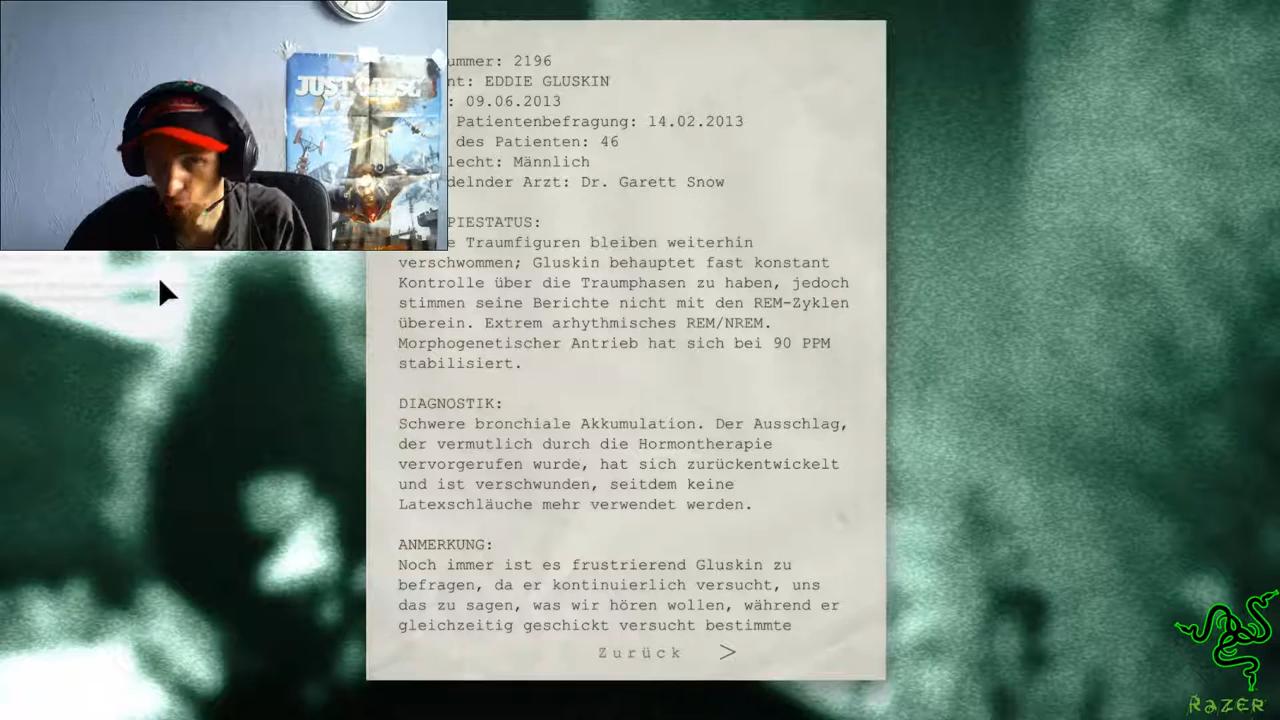 JUST CAUSE
ummer: 2196
nt: EDDIE GLUSKIN
: 09.06.2013
Patientenbefragung: 14.02.2013
des Patienten: 46
lecht: Männlich
delnder Arzt: Dr. Garett Snow
PIESTATUS:
e Traumfiguren bleiben weiterhin
verschwommen; Gluskin behauptet fast konstant
Kontrolle über die Traumphasen zu haben, jedoch
stimmen seine Berichte nicht mit den REM-Zyklen
überein. Extrem arhythmisches REM/NREM.
Morphogenetischer Antrieb hat sich bei 90 PPM
stabilisiert.
DIAGNOSTIK:
Schwere bronchiale Akkumulation. Der Ausschlag,
der vermutlich durch die Hormontherapie
vervorgerufen wurde, hat sich zurückentwickelt
und ist verschwunden, seitdem keine
Latexschläuche mehr verwendet werden.
ANMERKUNG:
Noch immer ist es frustrierend Gluskin zu
befragen, da er kontinuierlich versucht, uns
das zu sagen, was wir hören wollen, während er
gleichzeitig geschickt versucht bestimmte
Zurück >
RAZER